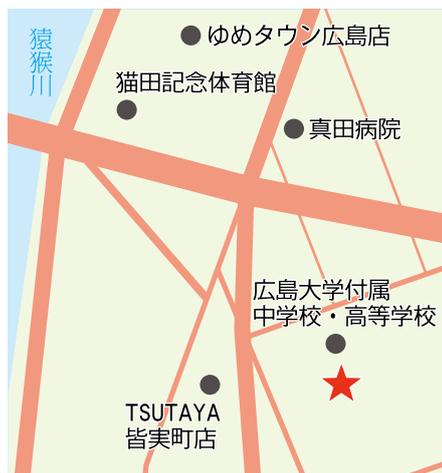 猿猴川
ゆめタウン広島店
猫田記念体育館
真田病院
広島大学付属
中学校・高等学校
TSUTAYA
皆実町店